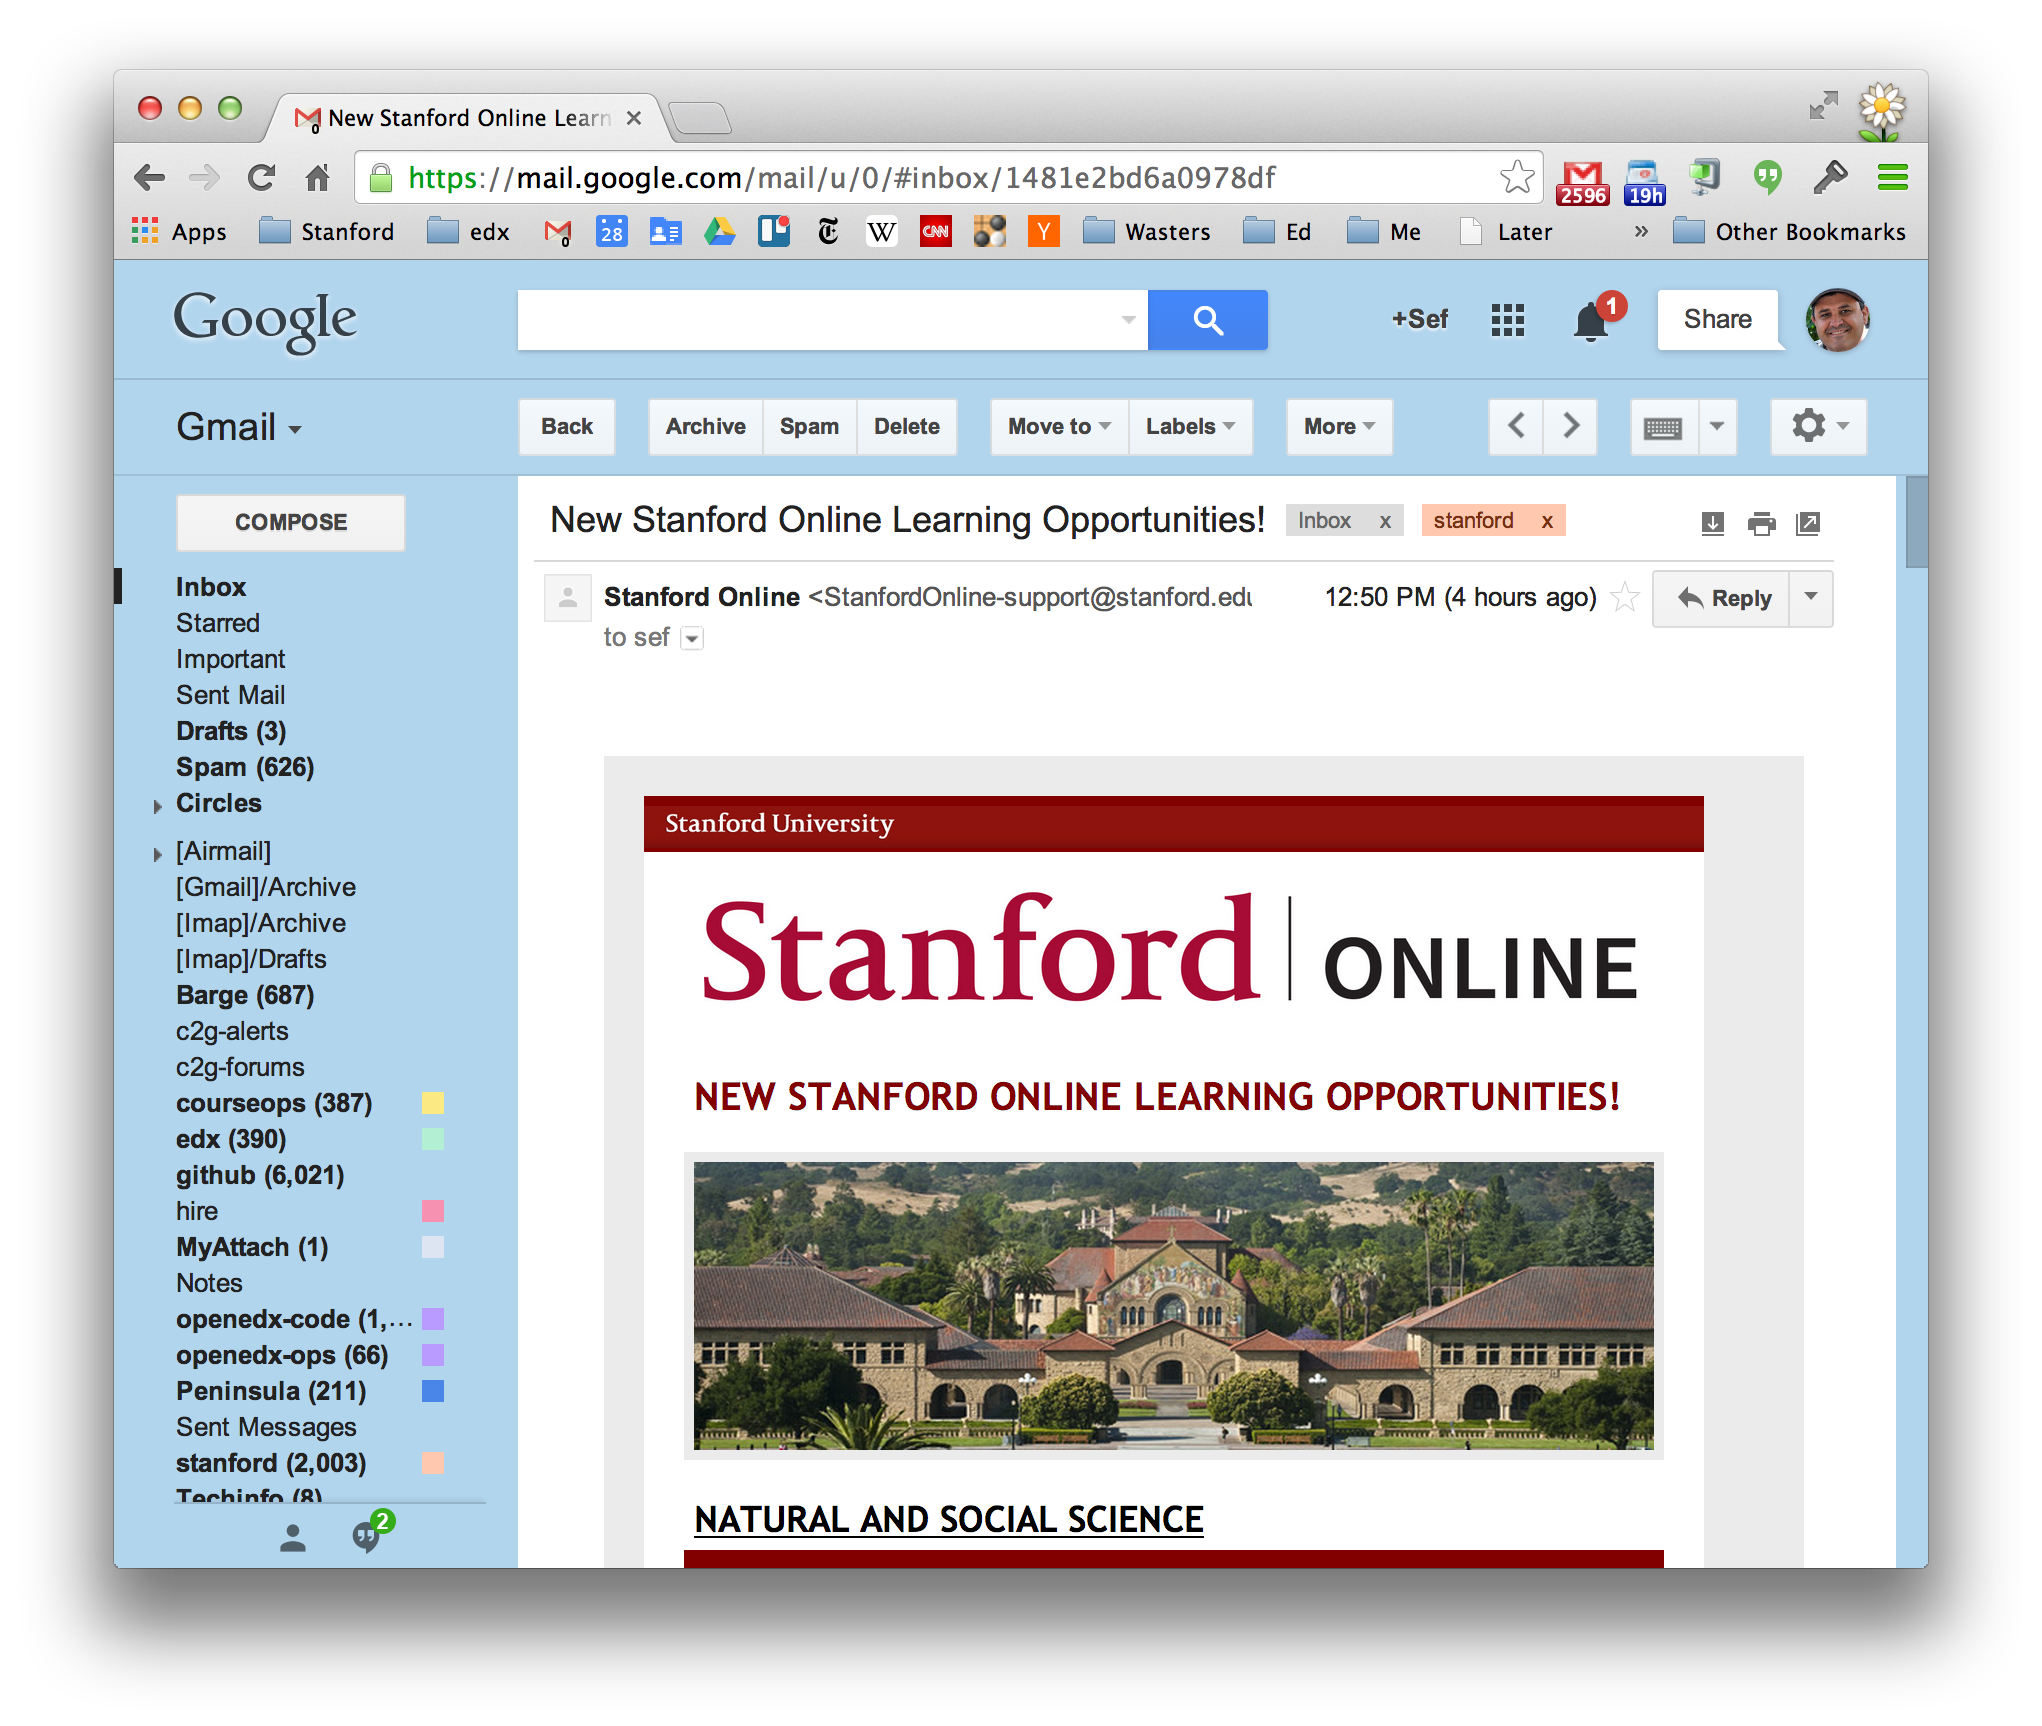 New Stanford Online Learn
https://mail.google.com/mail/u/0/#inbox/1481e2bd6a0978df
2596
19h
Apps
Stanford
edx
28
W
CNN
Y
Wasters
Ed
Me
Later
»
Other Bookmarks
Google
+Sef
1
Share
Gmail
Back
Archive
Spam
Delete
Move to
Labels
More
COMPOSE
Inbox
Starred
Important
Sent Mail
Drafts (3)
Spam (626)
Circles
[Airmail]
[Gmail]/Archive
[Imap]/Archive
[Imap]/Drafts
Barge (687)
c2g-alerts
c2g-forums
courseops (387)
edx (390)
github (6,021)
hire
MyAttach (1)
Notes
openedx-code (1,...
openedx-ops (66)
Peninsula (211)
Sent Messages
stanford (2,003)
Techinfo (8)
2
New Stanford Online Learning Opportunities!
Inbox x
stanford x
Stanford Online <StanfordOnline-support@stanford.edu
12:50 PM (4 hours ago)
Reply
to sef
Stanford University
Stanford | ONLINE
NEW STANFORD ONLINE LEARNING OPPORTUNITIES!
NATURAL AND SOCIAL SCIENCE